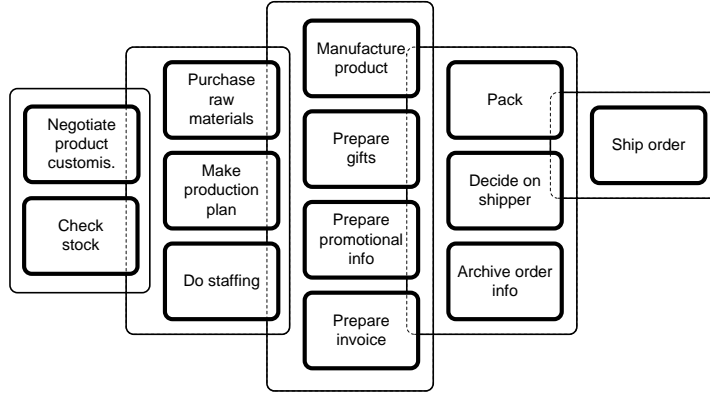 Negotiate
product
customis.
Check
stock
Purchase
raw
materials
Make
production
plan
Do staffing
Manufacture
product
Prepare
gifts
Prepare
promotional
info
Prepare
invoice
Pack
Decide on
shipper
Archive order
info
Ship order